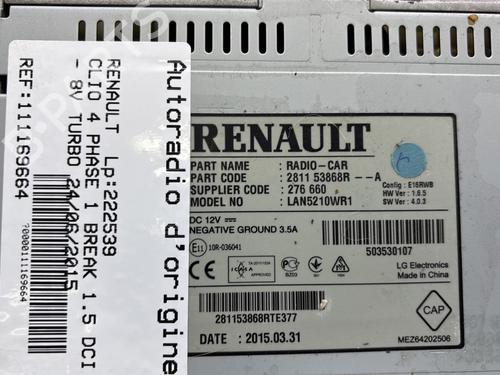 Autoradio d'origine
RENAULT Lp:222539
CLIO 4 PHASE 1 BREAK 1.5 DCI
- 8V TURBO 24/06/2015
REF:111169664
?0000111169664
RENAULT
PART NAME : RADIO-CAR
PART CODE : 2811 53868R --A
SUPPLIER CODE : 276 660
MODEL NO : LAN5210WR1
Config : E16RWB
HW Ver : 1.6.5
SW Ver : 4.0.3
DC 12V
NEGATIVE GROUND 3.5A
E11 10R-036041
503530107
LG Electronics
Made in China
281153868RTE377
DATE : 2015.03.31
CAP
MEZ64202506